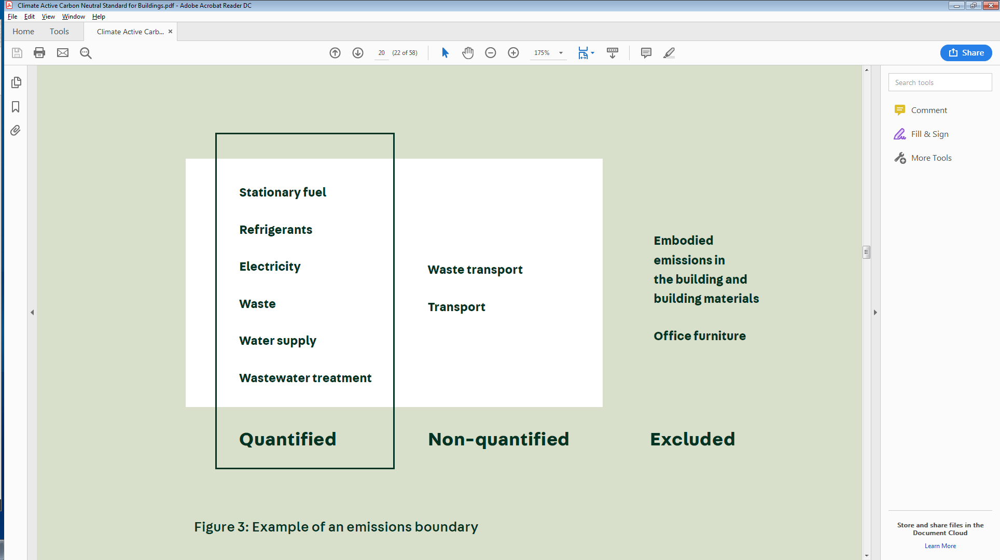 Climate Active Carbon Neutral Standard for Buildings.pdf - Adobe Acrobat Reader DC
File Edit View Window Help
Home Tools Climate Active Carb... ×
20 (22 of 58) 175% Share
Search tools
Comment
Fill & Sign
More Tools
Stationary fuel
Refrigerants
Electricity
Waste
Water supply
Wastewater treatment
Quantified
Waste transport
Transport
Non-quantified
Embodied
emissions in
the building and
building materials
Office furniture
Excluded
Figure 3: Example of an emissions boundary
Store and share files in the
Document Cloud
Learn More